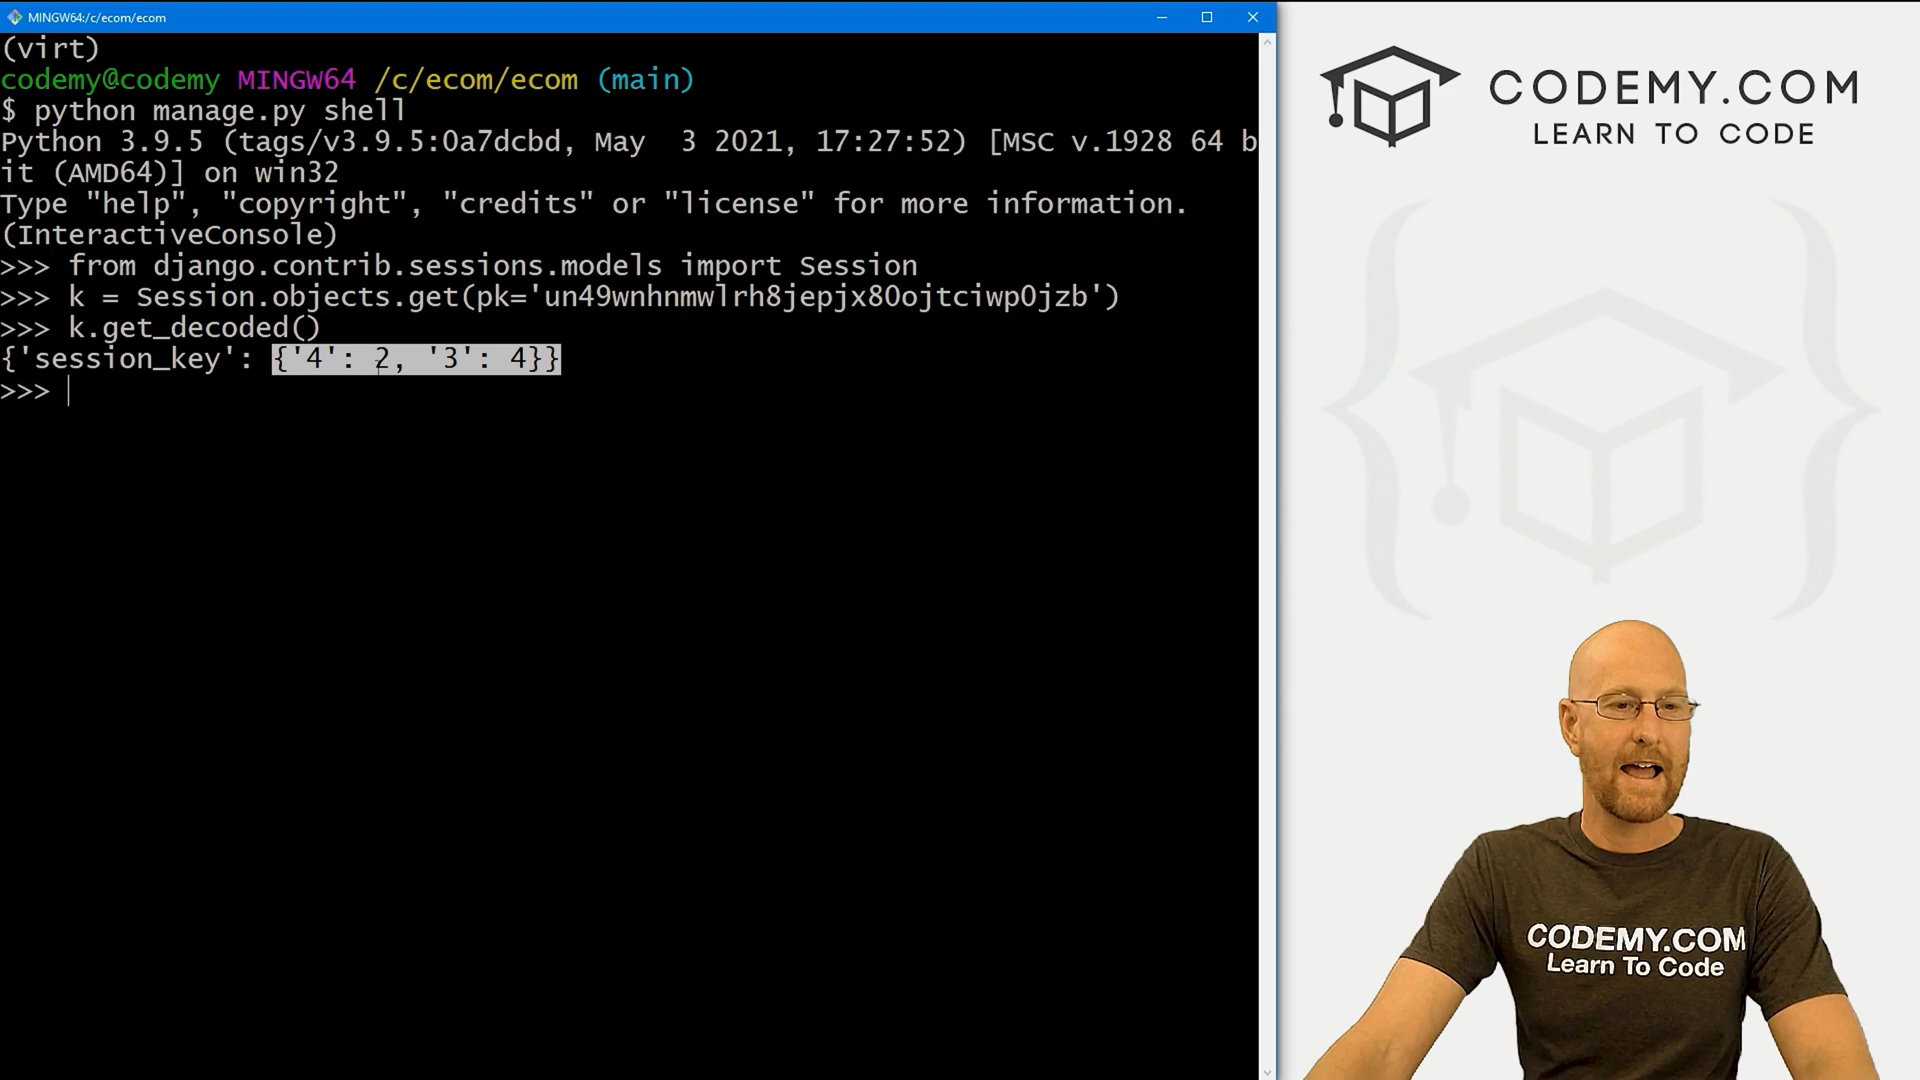 MINGW64:/c/ecom/ecom
(virt)
codemy@codemy MINGW64 /c/ecom/ecom (main)
$ python manage.py shell
Python 3.9.5 (tags/v3.9.5:0a7dcbd, May  3 2021, 17:27:52) [MSC v.1928 64 b
it (AMD64)] on win32
Type "help", "copyright", "credits" or "license" for more information.
(InteractiveConsole)
>>> from django.contrib.sessions.models import Session
>>> k = Session.objects.get(pk='un49wnhnmwlrh8jepjx80ojtciwp0jzb')
>>> k.get_decoded()
{'session_key': {'4': 2, '3': 4}}
>>>
CODEMY.COM
LEARN TO CODE
CODEMY.COM
Learn To Code